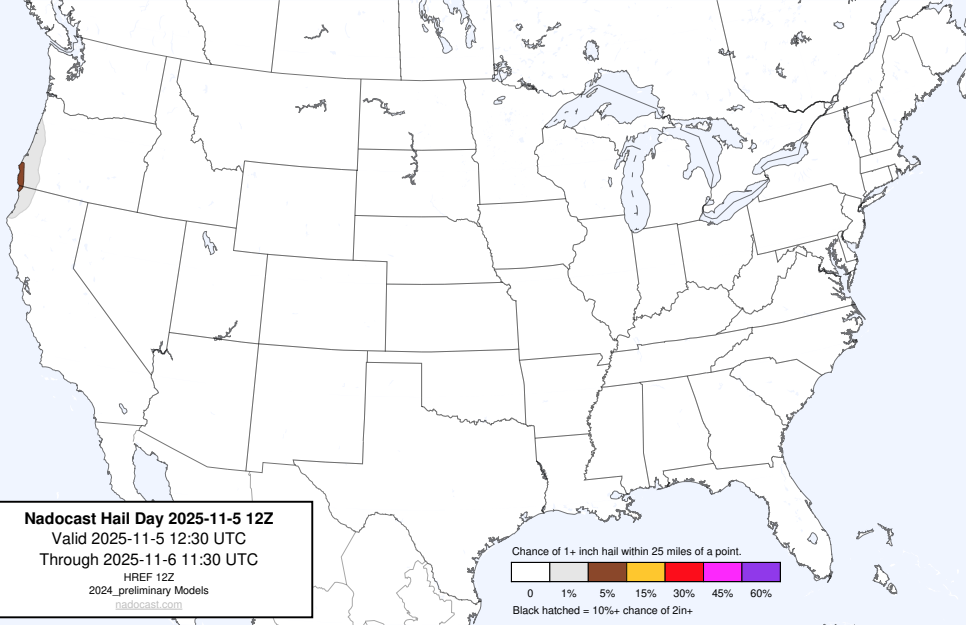 Nadocast Hail Day 2025-11-5 12Z
Valid 2025-11-5 12:30 UTC
Through 2025-11-6 11:30 UTC
HREF 12Z
2024_preliminary Models
nadocast.com
Chance of 1+ inch hail within 25 miles of a point.
0 1% 5% 15% 30% 45% 60%
Black hatched = 10%+ chance of 2in+